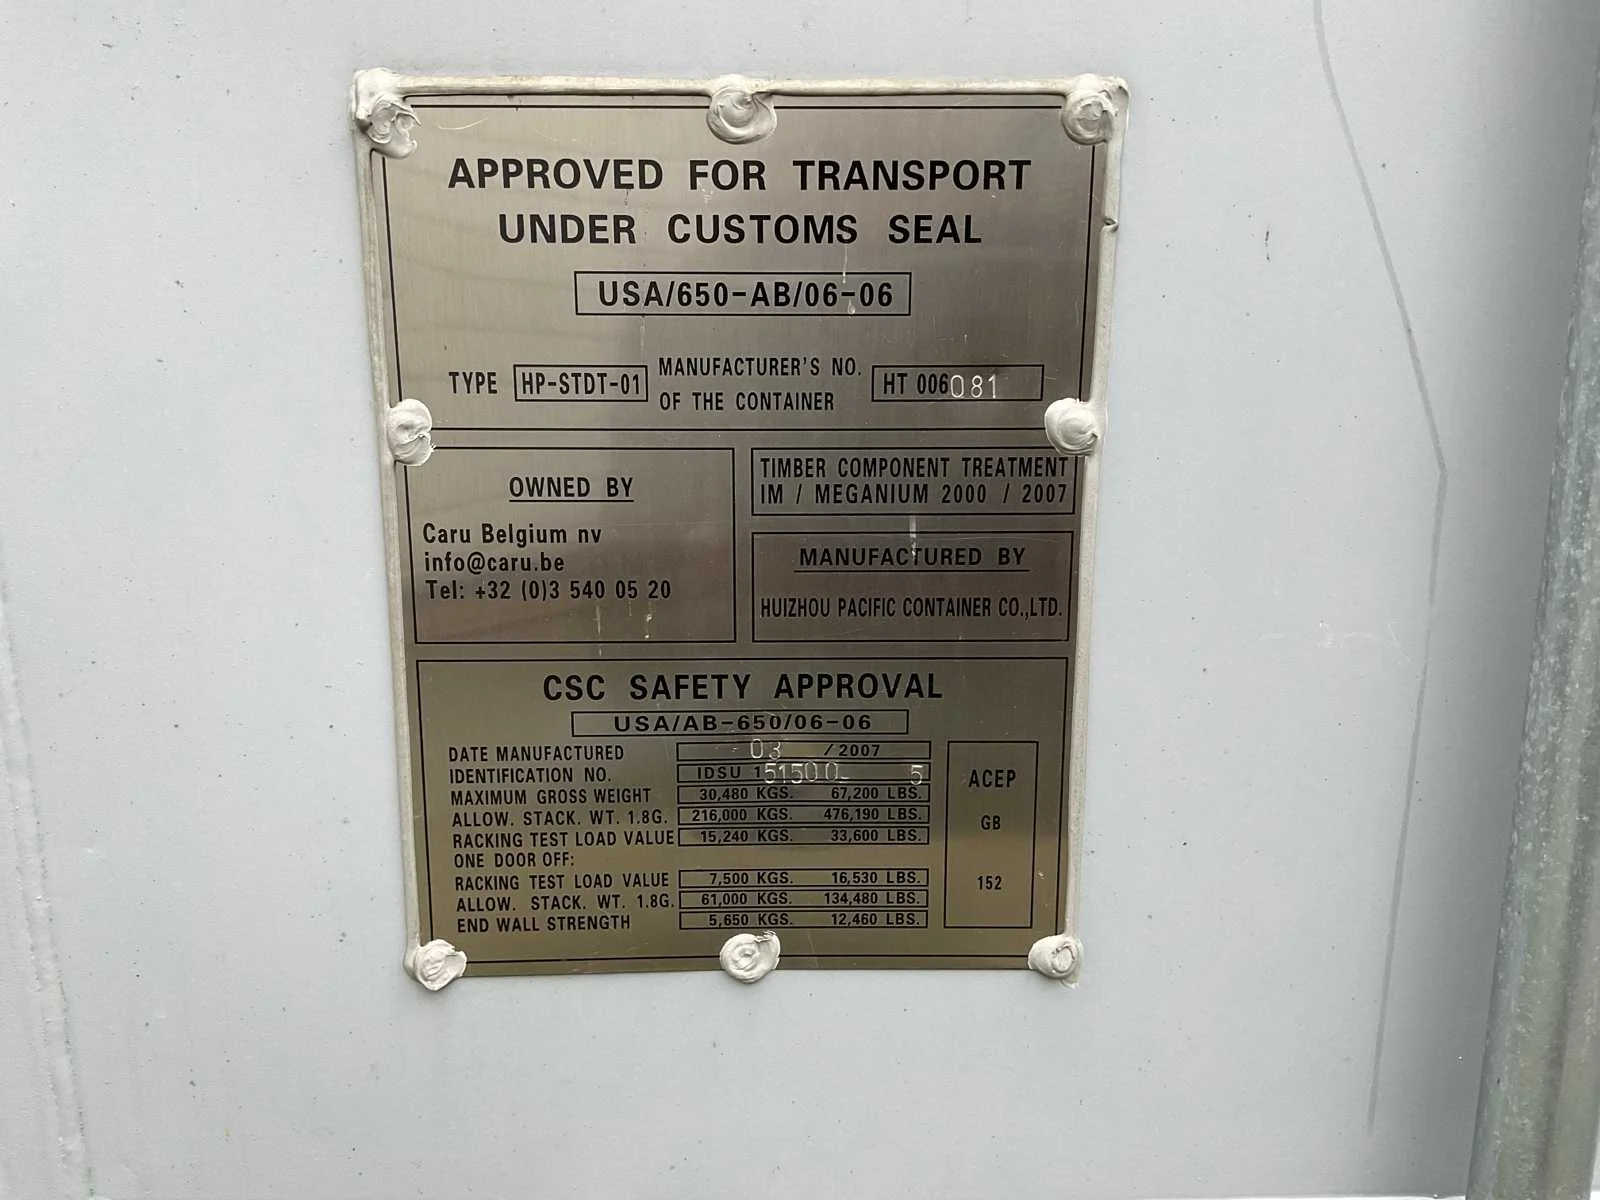 APPROVED FOR TRANSPORT
UNDER CUSTOMS SEAL
USA/650-AB/06-06
TYPE HP-STDT-01 MANUFACTURER'S NO. OF THE CONTAINER HT 006081
OWNED BY
Caru Belgium nv
info@caru.be
Tel: +32 (0)3 540 05 20
TIMBER COMPONENT TREATMENT
IM / MEGANIUM 2000 / 2007
MANUFACTURED BY
HUIZHOU PACIFIC CONTAINER CO.,LTD.
CSC SAFETY APPROVAL
USA/AB-650/06-06
DATE MANUFACTURED 03 / 2007
IDENTIFICATION NO. IDSU 151500- 5
MAXIMUM GROSS WEIGHT 30,480 KGS. 67,200 LBS.
ALLOW. STACK. WT. 1.8G. 216,000 KGS. 476,190 LBS.
RACKING TEST LOAD VALUE 15,240 KGS. 33,600 LBS.
ONE DOOR OFF:
RACKING TEST LOAD VALUE 7,500 KGS. 16,530 LBS.
ALLOW. STACK. WT. 1.8G. 61,000 KGS. 134,480 LBS.
END WALL STRENGTH 5,650 KGS. 12,460 LBS.
ACEP
GB
152